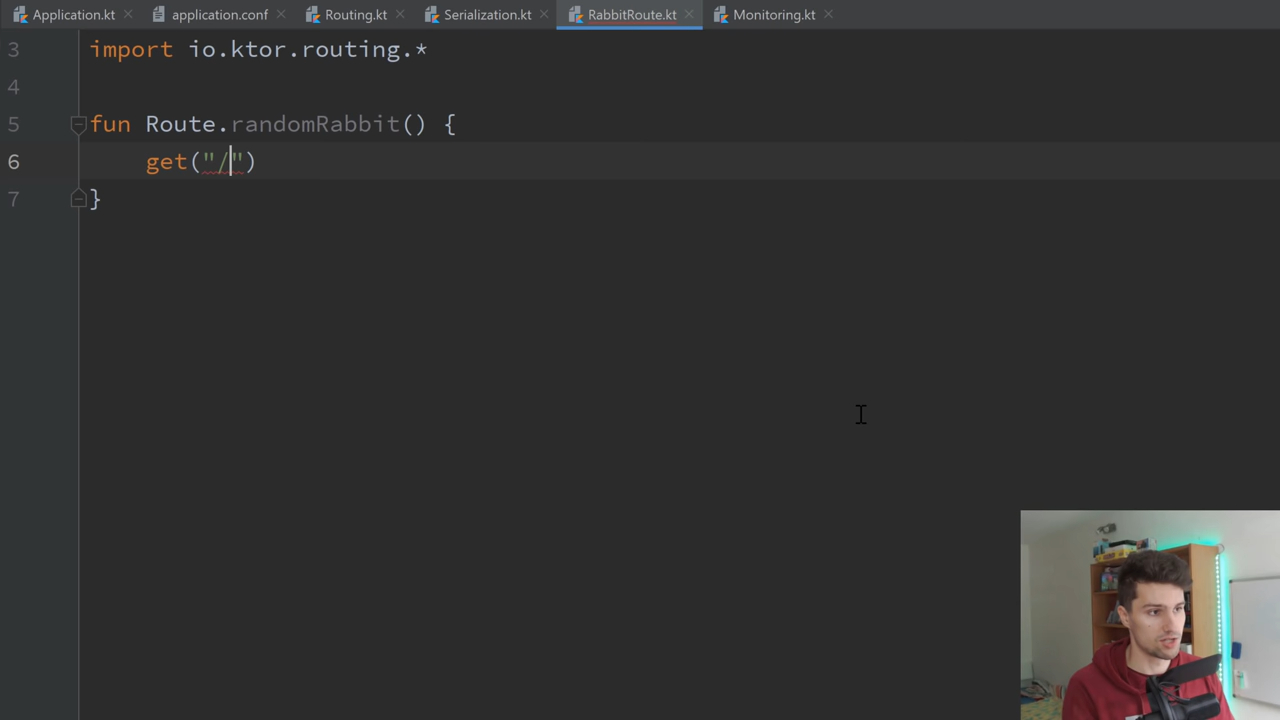 Application.kt application.conf Routing.kt Serialization.kt RabbitRoute.kt Monitoring.kt
3 import io.ktor.routing.*
4
5 fun Route.randomRabbit() {
6 get("/")
7 }